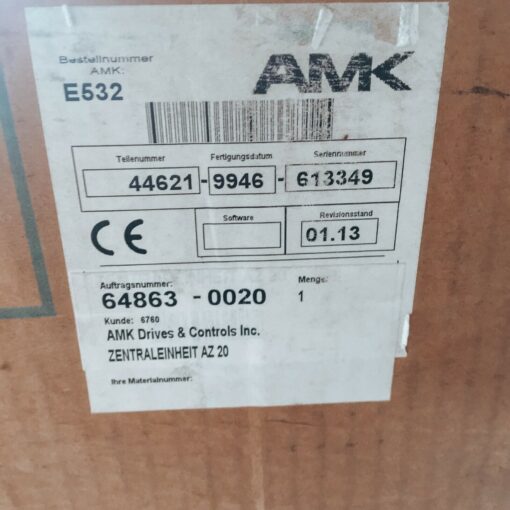 Bestellnummer
AMK:
AMK
E532
Teilenummer Fertigungsdatum Seriennummer
44621 - 9946 - 613349
CE Software Revisionsstand
01.13
Auftragsnummer: Menge:
64863 - 0020 1
Kunde: 6760
AMK Drives & Controls Inc.
ZENTRALEINHEIT AZ 20
Ihre Materialnummer: